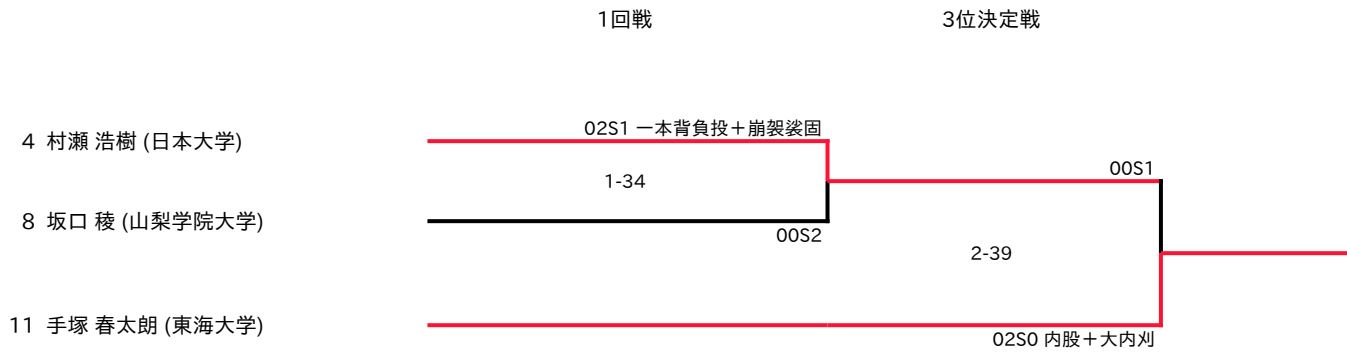 1回戦 3位決定戦
02S1 一本背負投+崩袈裟固
4 村瀬 浩樹 (日本大学)
00S1
1-34
8 坂口 稜 (山梨学院大学)
00S2
2-39
11 手塚 春太朗 (東海大学)
02S0 内股+大内刈